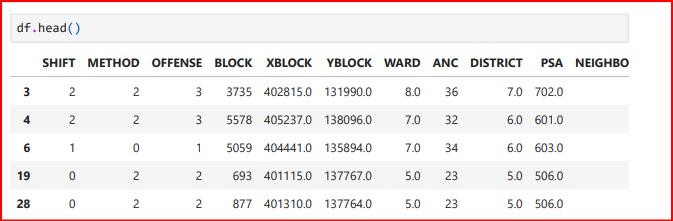 df.head()
SHIFT METHOD OFFENSE BLOCK XBLOCK YBLOCK WARD ANC DISTRICT PSA NEIGHBO
3 2 2 3 3735 402815.0 131990.0 8.0 36 7.0 702.0
4 2 2 3 5578 405237.0 138096.0 7.0 32 6.0 601.0
6 1 0 1 5059 404441.0 135894.0 7.0 34 6.0 603.0
19 0 2 2 693 401115.0 137767.0 5.0 23 5.0 506.0
28 0 2 2 877 401310.0 137764.0 5.0 23 5.0 506.0